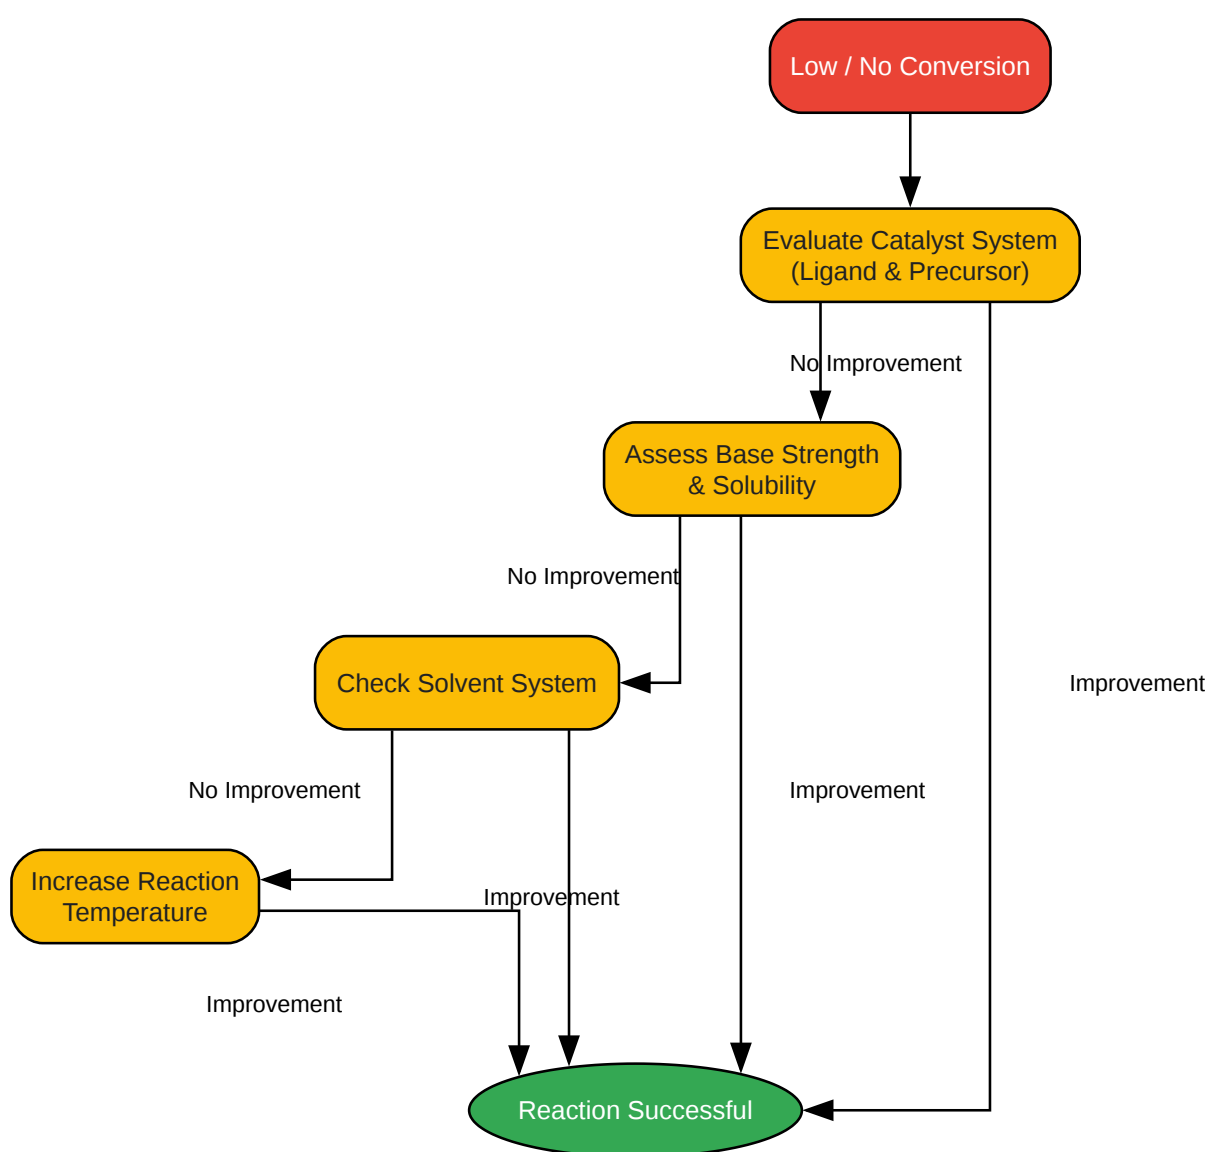 Low / No Conversion
Evaluate Catalyst System
(Ligand & Precursor)
No Improvement
Assess Base Strength
& Solubility
No Improvement
Check Solvent System
Improvement
No Improvement
Improvement
Increase Reaction
Temperature
Improvement
Improvement
Reaction Successful